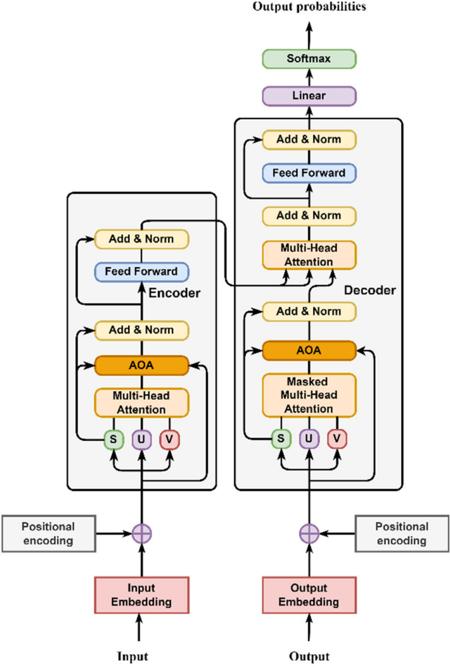 Output probabilities
Softmax
Linear
Add & Norm
Feed Forward
Add & Norm
Multi-Head
Attention
Decoder
Add & Norm
AOA
Masked
Multi-Head
Attention
S U V
Add & Norm
Feed Forward
Encoder
Add & Norm
AOA
Multi-Head
Attention
S U V
Positional
encoding
Positional
encoding
Input
Embedding
Output
Embedding
Input
Output